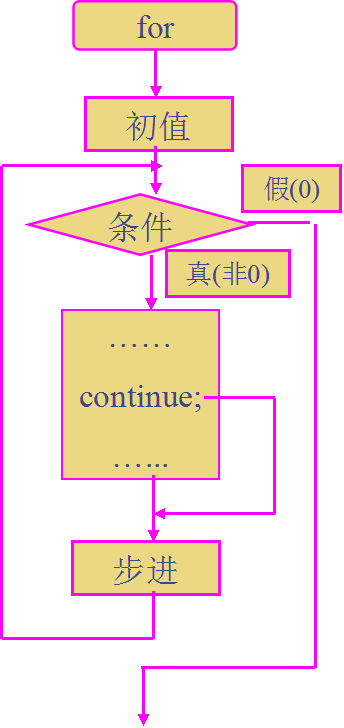 for
初值
假(0)
条件
真(非0)
……
continue;
…...
步进